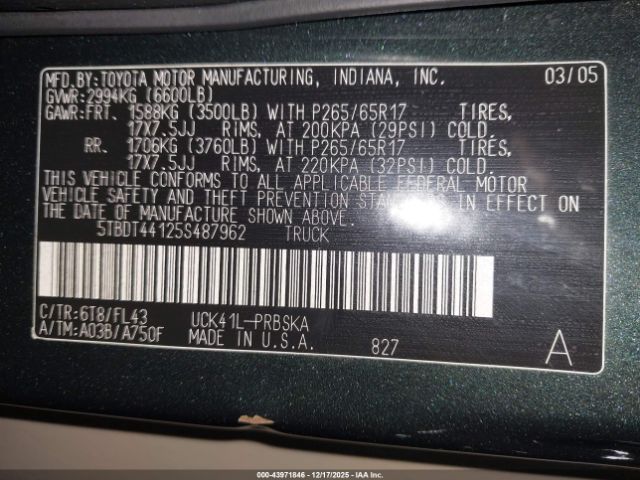 MFD.BY:TOYOTA MOTOR MANUFACTURING, INDIANA, INC. 03/05
GVWR:2994KG (6600LB)
GAWR:FRT. 1588KG (3500LB) WITH P265/65R17 TIRES,
17X7.5JJ RIMS, AT 200KPA (29PSI) COLD.
RR. 1706KG (3760LB) WITH P265/65R17 TIRES,
17X7.5JJ RIMS, AT 220KPA (32PSI) COLD.
THIS VEHICLE CONFORMS TO ALL APPLICABLE FEDERAL MOTOR
VEHICLE SAFETY AND THEFT PREVENTION STANDARDS IN EFFECT ON
THE DATE OF MANUFACTURE SHOWN ABOVE.
5TBDT44125S487962 TRUCK
C/TR:6T8/FL43 UCK41L-PRBSKA
A/TM:A03B/A750F MADE IN U.S.A. 827 A
000-43971846 - 12/17/2025 - IAA Inc. - Copart